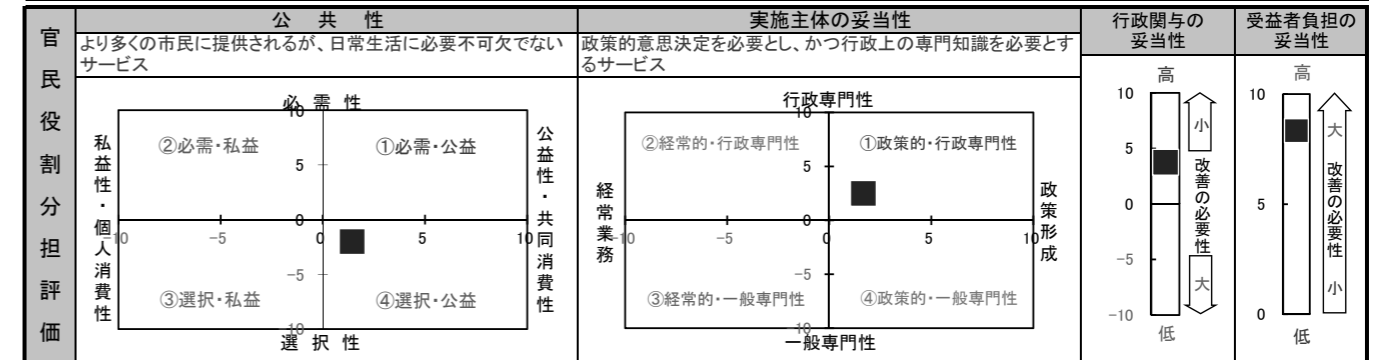 官民役割分担評価
公共性
より多くの市民に提供されるが、日常生活に必要不可欠でない
サービス
必需性
私益性・個人消費性
公益性・共同消費性
②必需・私益
①必需・公益
③選択・私益
④選択・公益
10
5
0
-5
-10
-10
-5
0
5
10
選択性
実施主体の妥当性
政策的意思決定を必要とし、かつ行政上の専門知識を必要とす
るサービス
行政専門性
経常業務
政策形成
②経常的・行政専門性
①政策的・行政専門性
③経常的・一般専門性
④政策的・一般専門性
10
5
0
-5
-10
-10
-5
0
5
10
一般専門性
行政関与の
妥当性
高
10
5
0
-5
-10
低
小
改善の必要性
大
受益者負担の
妥当性
高
10
5
0
低
大
改善の必要性
小